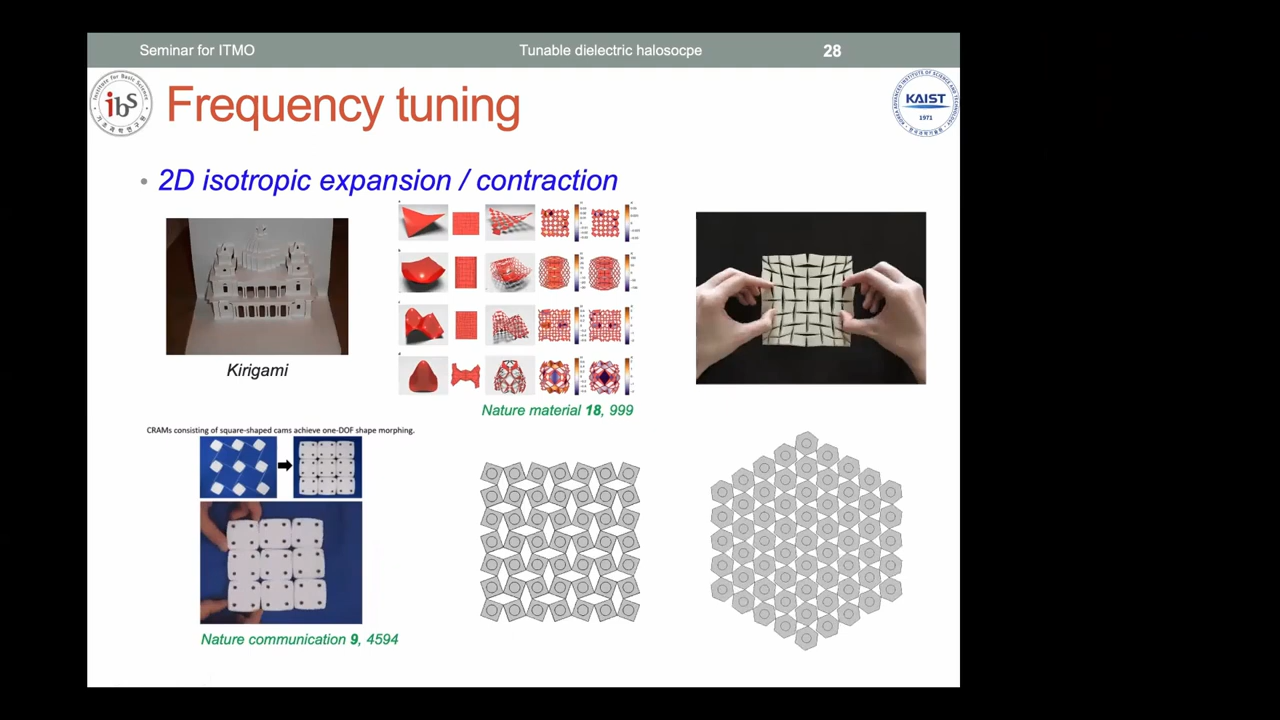 Seminar for ITMO
Tunable dielectric halosocpe
28
ibs
KAIST
1971
Frequency tuning
• 2D isotropic expansion / contraction
Kirigami
Nature material 18, 999
CRAMs consisting of square-shaped cams achieve one-DOF shape morphing.
Nature communication 9, 4594